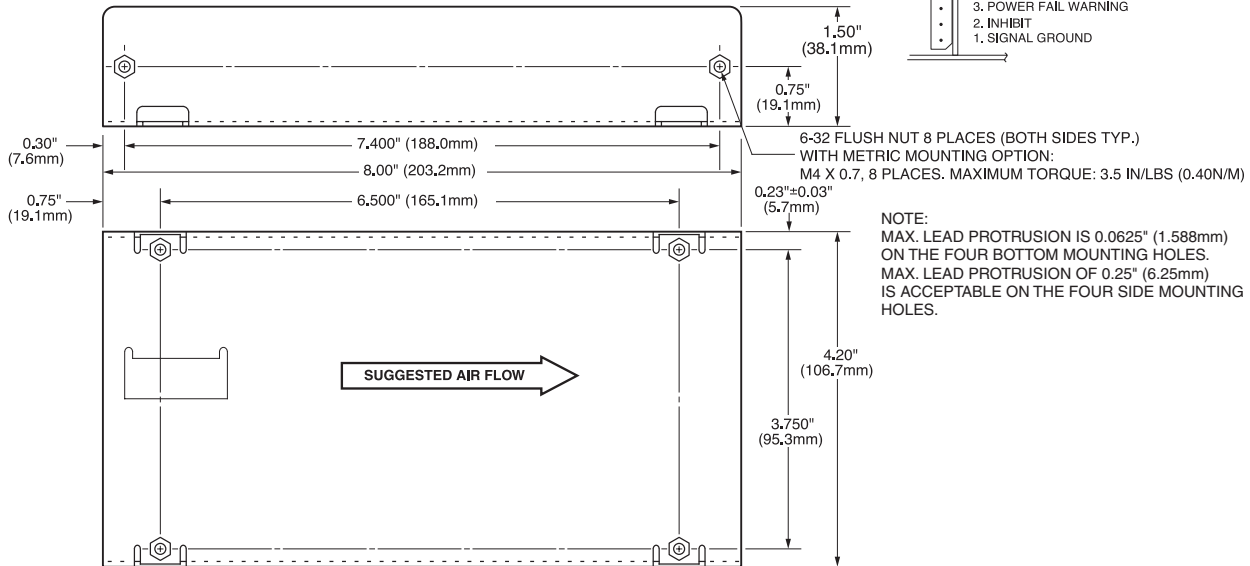 3. POWER FAIL WARNING
2. INHIBIT
1. SIGNAL GROUND
1.50"
(38.1mm)
0.75"
(19.1mm)
0.30"
(7.6mm)
7.400" (188.0mm)
8.00" (203.2mm)
6-32 FLUSH NUT 8 PLACES (BOTH SIDES TYP.)
WITH METRIC MOUNTING OPTION:
M4 X 0.7, 8 PLACES. MAXIMUM TORQUE: 3.5 IN/LBS (0.40N/M)
0.75"
(19.1mm)
6.500" (165.1mm)
0.23"±0.03"
(5.7mm)
NOTE:
MAX. LEAD PROTRUSION IS 0.0625" (1.588mm)
ON THE FOUR BOTTOM MOUNTING HOLES.
MAX. LEAD PROTRUSION OF 0.25" (6.25mm)
IS ACCEPTABLE ON THE FOUR SIDE MOUNTING
HOLES.
SUGGESTED AIR FLOW
4.20"
(106.7mm)
3.750"
(95.3mm)